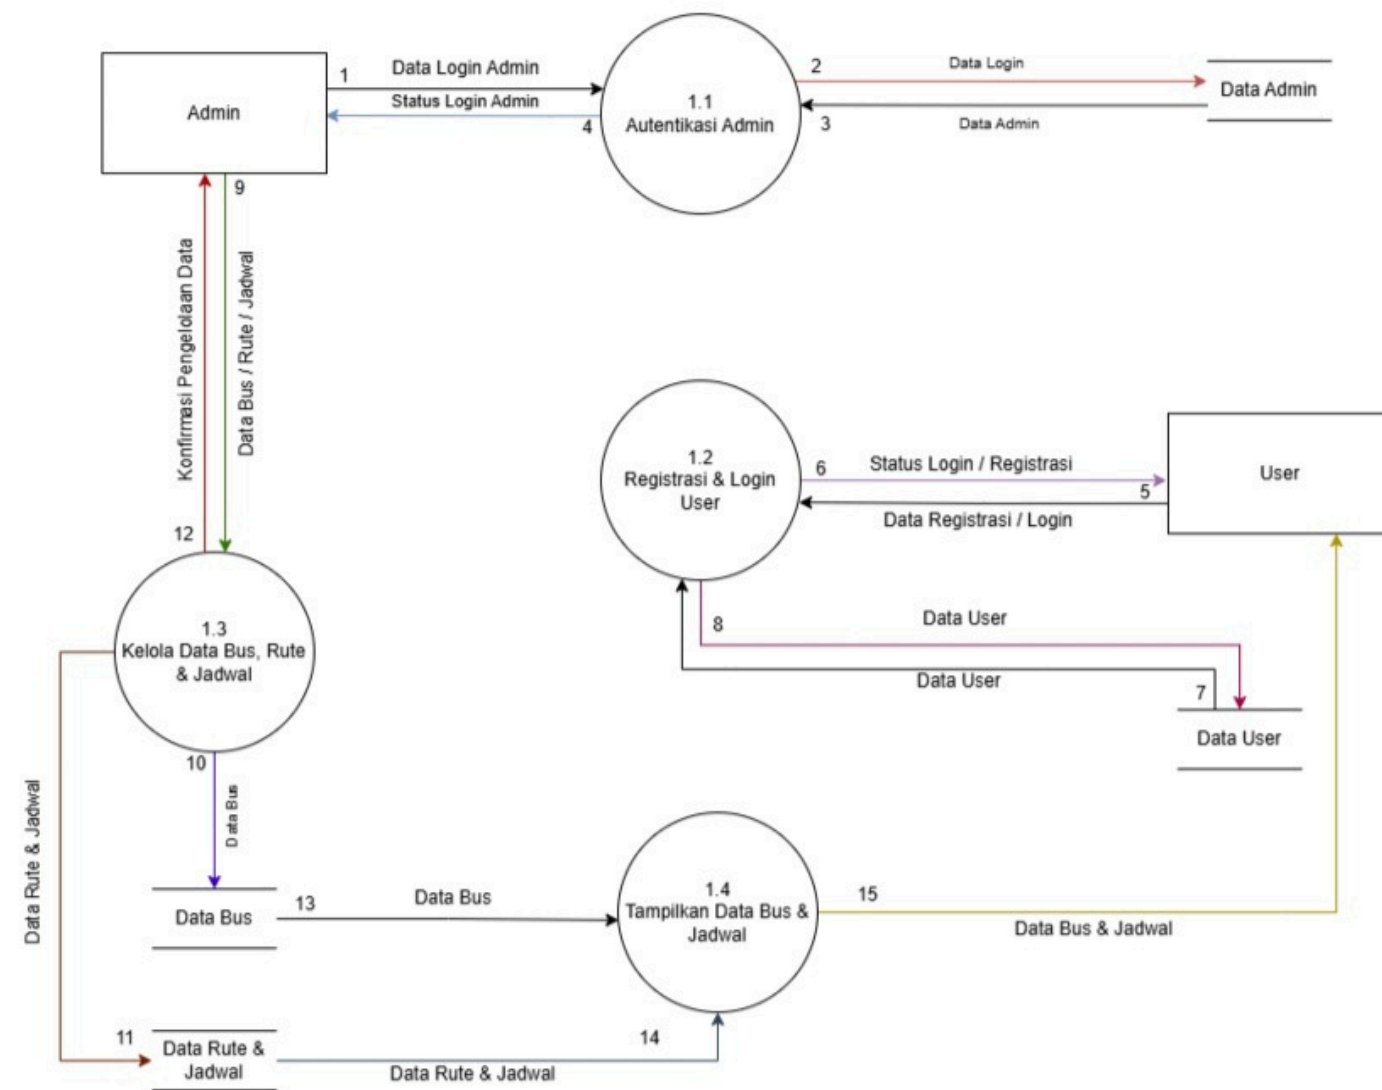 Admin
1
Data Login Admin
Status Login Admin
4
1.1
Autentikasi Admin
2
Data Login
3
Data Admin
Data Admin
9
Konfirmasi Pengelolaan Data
Data Bus / Rute / Jadwal
12
1.2
Registrasi & Login
User
6
Status Login / Registrasi
5
Data Registrasi / Login
User
8
Data User
Data User
7
Data User
1.3
Kelola Data Bus, Rute
& Jadwal
10
Data Bus
Data Rute & Jadwal
Data Bus
13
Data Bus
1.4
Tampilkan Data Bus &
Jadwal
15
Data Bus & Jadwal
11
Data Rute &
Jadwal
14
Data Rute & Jadwal